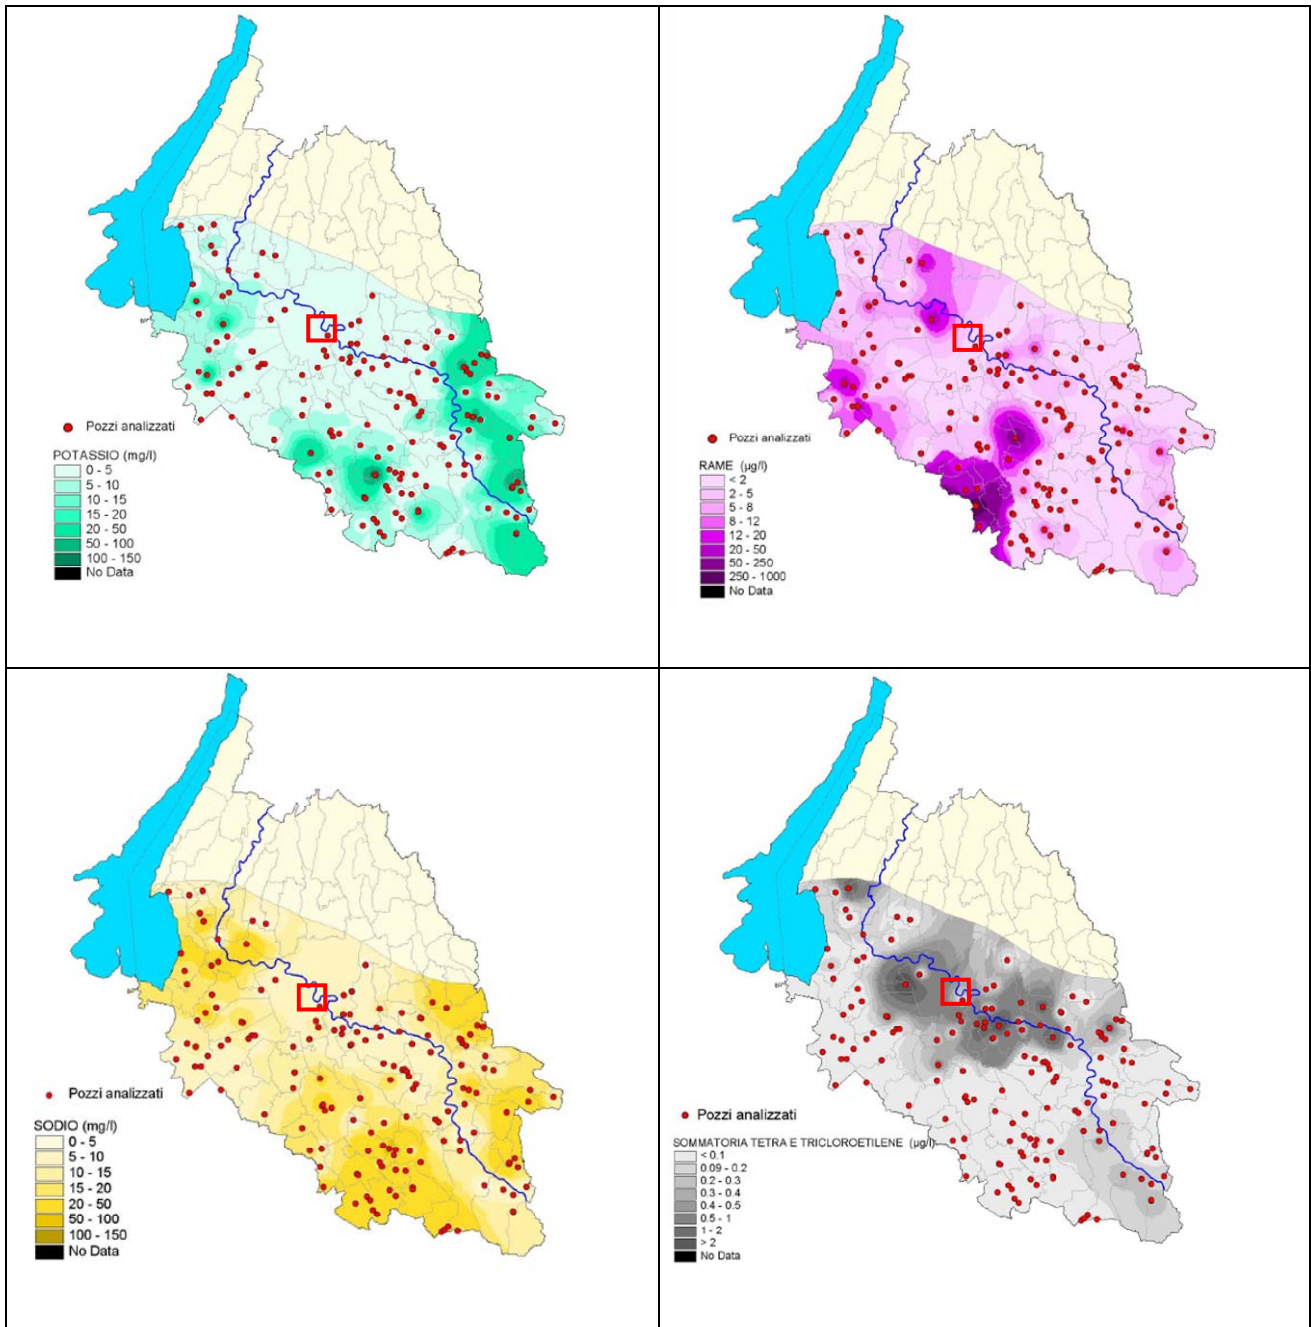 Pozzi analizzati
POTASSIO (mg/l)
0 - 5
5 - 10
10 - 15
15 - 20
20 - 50
50 - 100
100 - 150
No Data
Pozzi analizzati
RAME (µg/l)
< 2
2 - 5
5 - 8
8 - 12
12 - 20
20 - 50
50 - 250
250 - 1000
No Data
Pozzi analizzati
SODIO (mg/l)
0 - 5
5 - 10
10 - 15
15 - 20
20 - 50
50 - 100
100 - 150
No Data
Pozzi analizzati
SOMMATORIA TETRA E TRICLOROETILENE (µg/l)
< 0.1
0.09 - 0.2
0.2 - 0.3
0.3 - 0.4
0.4 - 0.5
0.5 - 1
1 - 2
> 2
No Data